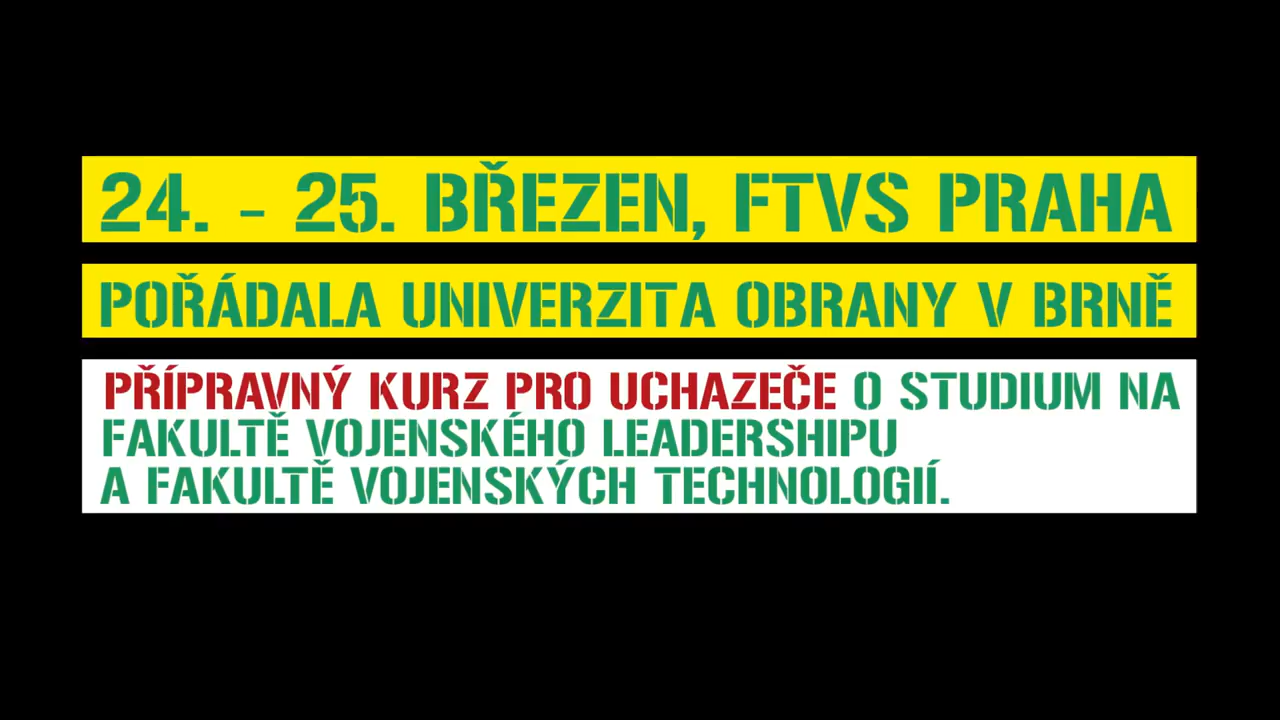 24. - 25. BŘEZEN, FTVS PRAHA
POŘÁDALA UNIVERZITA OBRANY V BRNĚ
PŘÍPRAVNÝ KURZ PRO UCHAZEČE O STUDIUM NA
FAKULTĚ VOJENSKÉHO LEADERSHIPU
A FAKULTĚ VOJENSKÝCH TECHNOLOGIÍ.